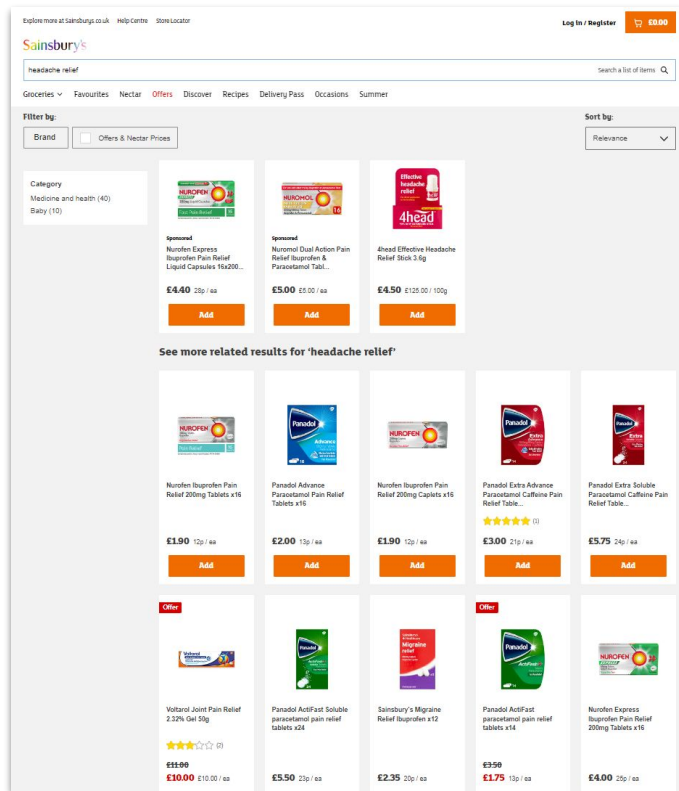 Explore more at Sainsburys.co.uk Help Centre Store Locator
Log in / Register £0.00
Sainsbury's
headache relief Search a list of items
Groceries Favourites Nectar Offers Discover Recipes Delivery Pass Occasions Summer
Filter by: Sort by:
Brand Offers & Nectar Prices Relevance
Category
Medicine and health (40)
Baby (10)
NUROFEN
Pain Relief
NUROMOL
16
Effective
headache
relief
4head
Sponsored Sponsored
Nurofen Express Nuromol Dual Action Pain 4head Effective Headache
Ibuprofen Pain Relief Relief Ibuprofen & Relief Stick 3.6g
Liquid Capsules 16x200... Paracetamol Tabl...
£4.40 28p / ea £5.00 £5.00 / ea £4.50 £125.00 / 100g
Add Add Add
See more related results for 'headache relief'
NUROFEN Panadol NUROFEN Panadol Panadol
Pain Relief Advance Extra Extra
Nurofen Ibuprofen Pain Panadol Advance Nurofen Ibuprofen Pain Panadol Extra Advance Panadol Extra Soluble
Relief 200mg Tablets x16 Paracetamol Pain Relief Relief 200mg Caplets x16 Paracetamol Caffeine Pain Paracetamol Caffeine Pain
Tablets x16 Relief Table... Relief Table...
(1)
£1.90 12p / ea £2.00 13p / ea £1.90 12p / ea £3.00 21p / ea £5.75 24p / ea
Add Add Add Add Add
Offer Offer
Voltarol Panadol Migraine relief Panadol NUROFEN
ActiFast
Voltarol Joint Pain Relief Panadol ActiFast Soluble Sainsbury's Migraine Panadol ActiFast Nurofen Express
2.32% Gel 50g paracetamol pain relief Relief Ibuprofen x12 paracetamol pain relief Ibuprofen Pain Relief
tablets x24 tablets x14 200mg Tablets x16
(2)
£11.00 £3.50
£10.00 £10.00 / ea £5.50 23p / ea £2.35 20p / ea £1.75 13p / ea £4.00 25p / ea